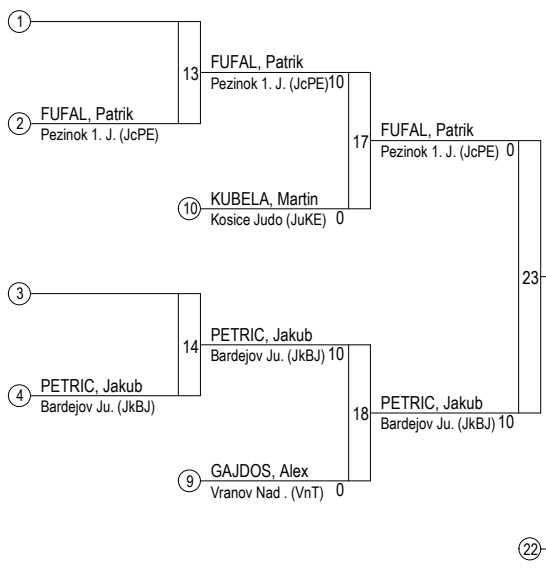 1
13
FUFAL, Patrik
Pezinok 1. J. (JcPE) 10
2
FUFAL, Patrik
Pezinok 1. J. (JcPE)
17
FUFAL, Patrik
Pezinok 1. J. (JcPE) 0
10
KUBELA, Martin
Kosice Judo (JuKE) 0
23
3
14
PETRIC, Jakub
Bardejov Ju. (JkBJ) 10
4
PETRIC, Jakub
Bardejov Ju. (JkBJ)
18
PETRIC, Jakub
Bardejov Ju. (JkBJ) 10
9
GAJDOS, Alex
Vranov Nad . (VnT) 0
22